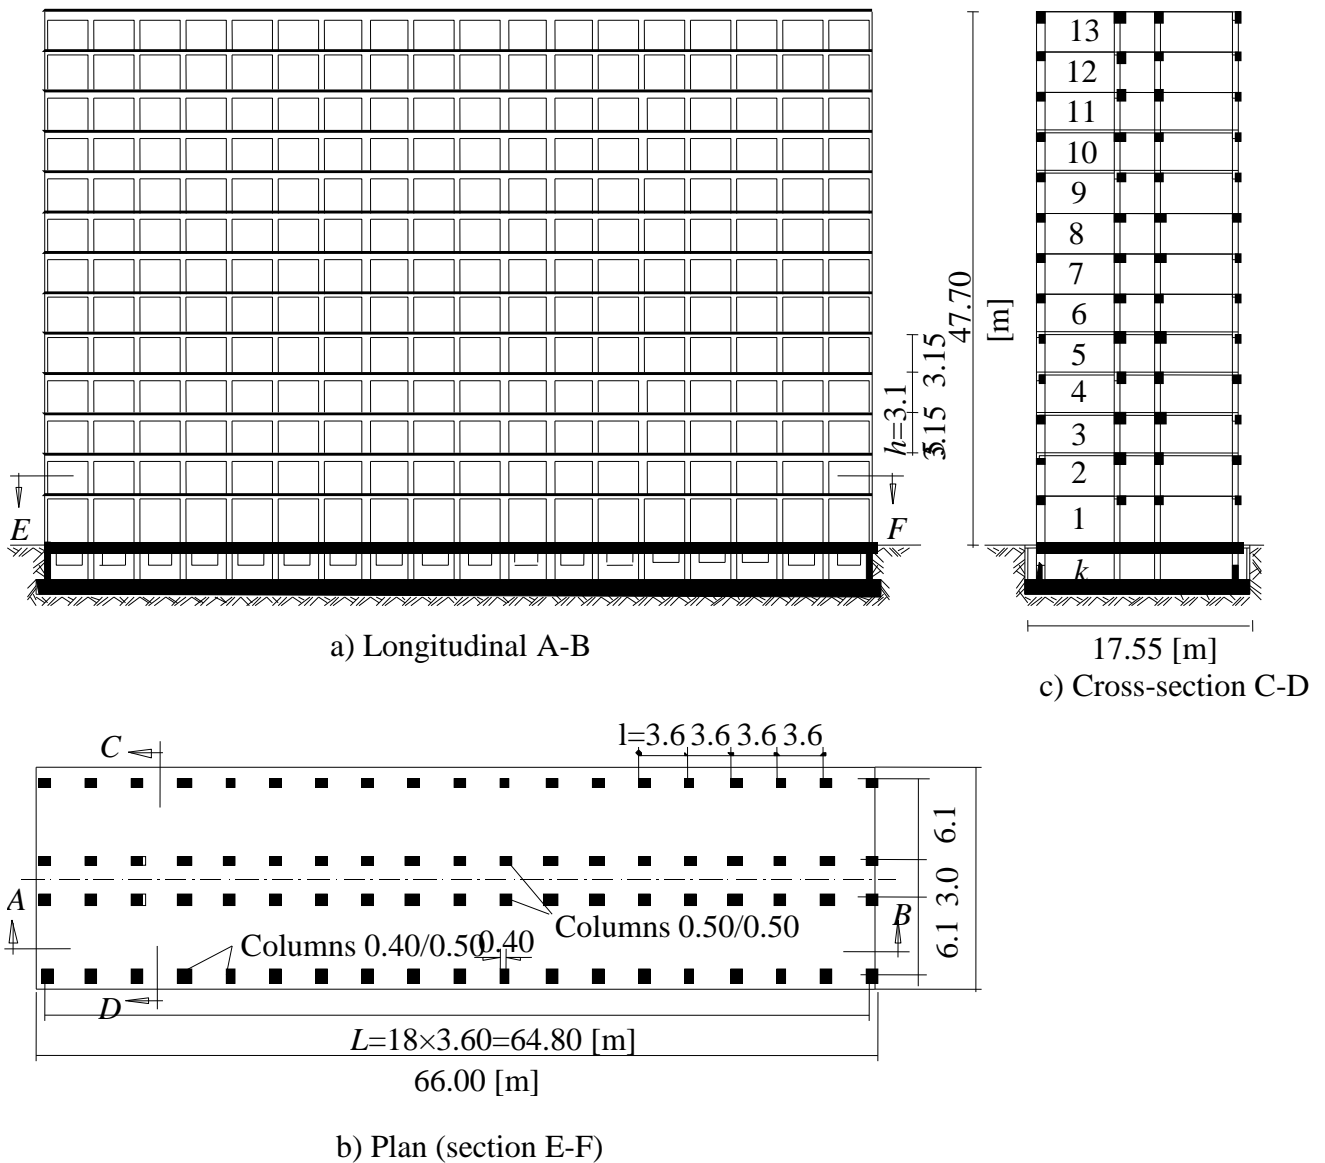 13
12
11
10
9
8
7
6
5
4
3
2
1
k
47.70
[m]
3.15
h=3.1
5
3.15
E
F
a) Longitudinal A-B
17.55 [m]
c) Cross-section C-D
C
l=3.6 3.6 3.6 3.6
6.1
3.0
6.1
A
B
Columns 0.50/0.50
Columns 0.40/0.50
0.40
D
L=18×3.60=64.80 [m]
66.00 [m]
b) Plan (section E-F)